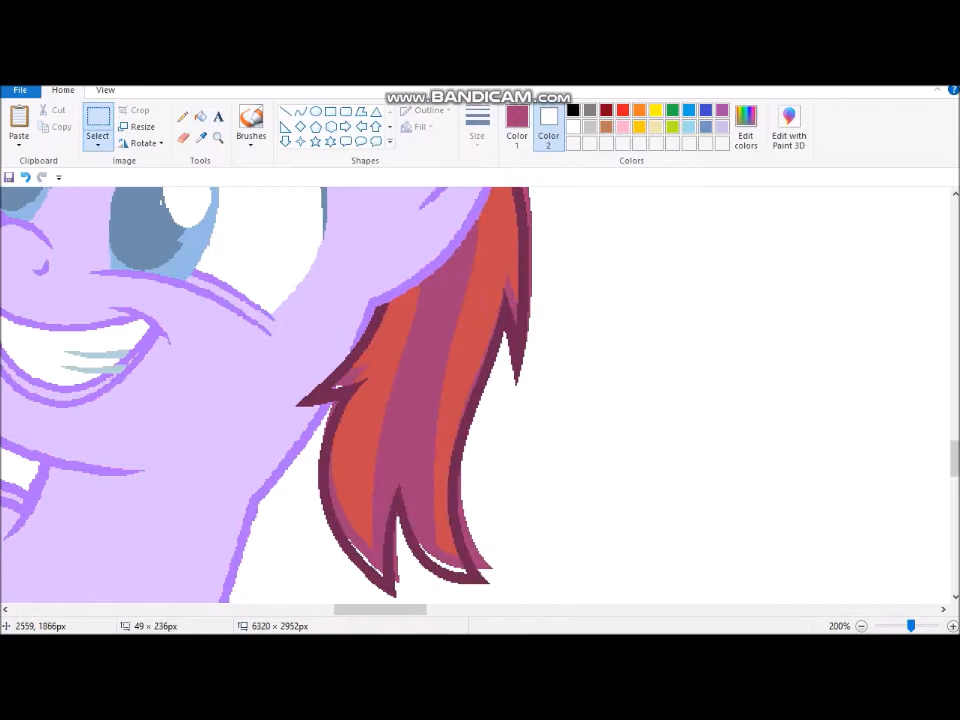 www.BANDICAM.com
File Home View
Cut
Copy
Paste
Clipboard
Select
Crop
Resize
Rotate
Image
A
Tools
Brushes
Outline
Fill
Shapes
Size
Color 1
Color 2
Edit colors
Colors
Edit with Paint 3D
2559, 1866px 49 × 236px 6320 × 2952px 200%